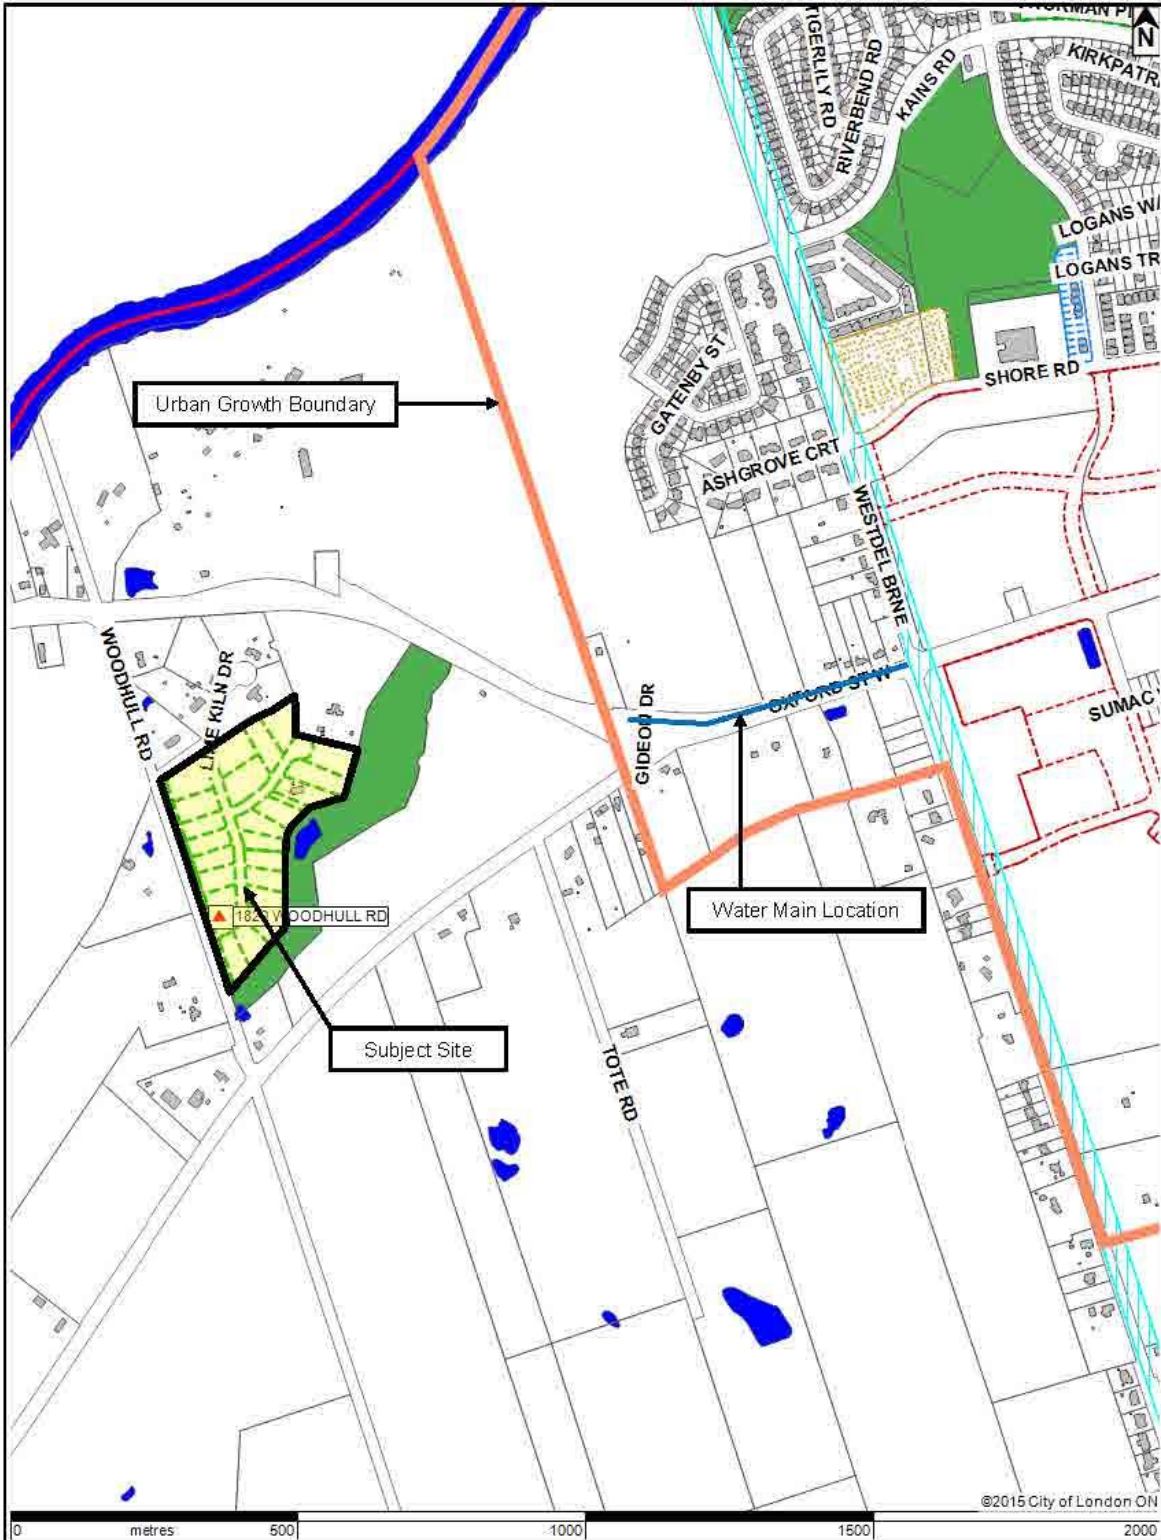 N
TIGERLILY RD
RIVERBEND RD
KAINS RD
LOGANS
LOGANS TR
SHORE RD
Urban Growth Boundary
GATENBY ST
ASHGROVE CRT
WESTDEL BRNE
WOODHULL RD
LIME KILN DR
GIDEON DR
OXFORD ST W
SUMAC
Water Main Location
WOODHULL RD
Subject Site
TOTE RD
©2015 City of London ON
0 metres 500 1000 1500 2000